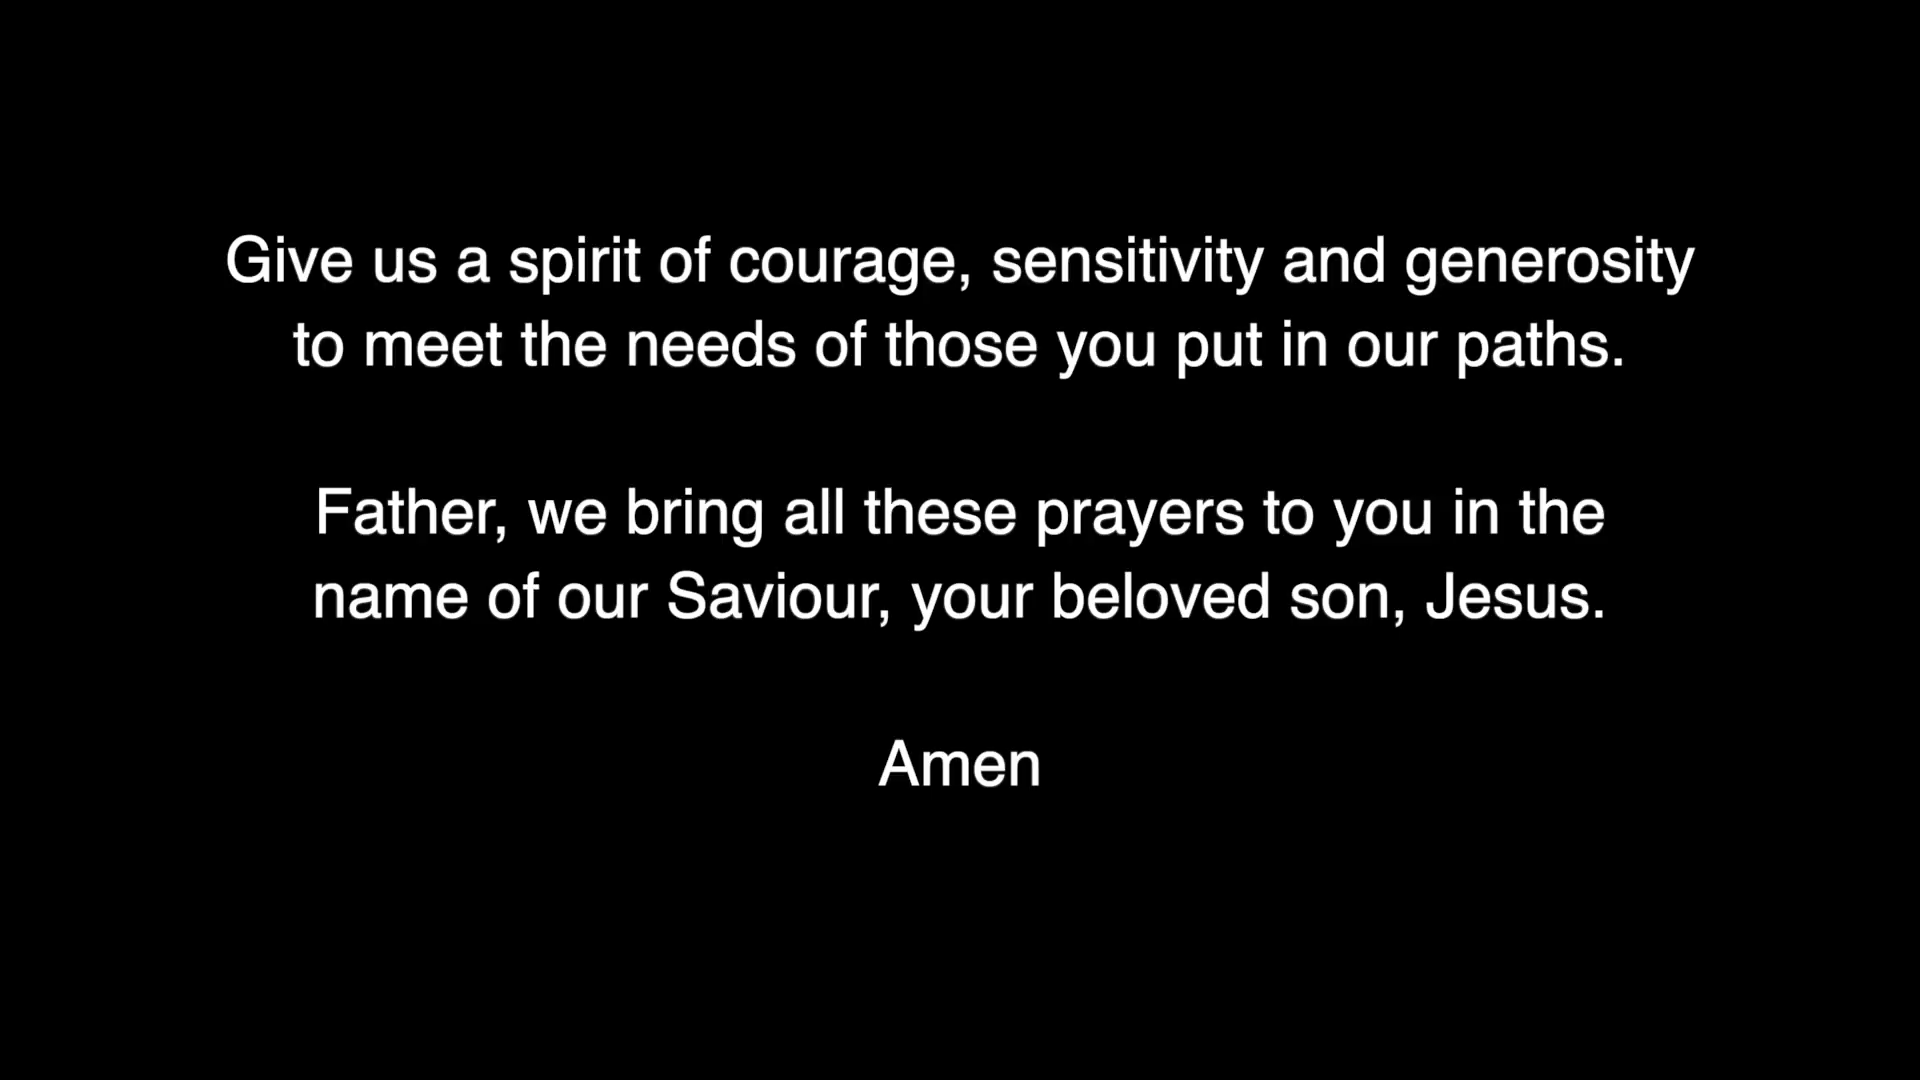 Give us a spirit of courage, sensitivity and generosity
to meet the needs of those you put in our paths.
Father, we bring all these prayers to you in the
name of our Saviour, your beloved son, Jesus.
Amen